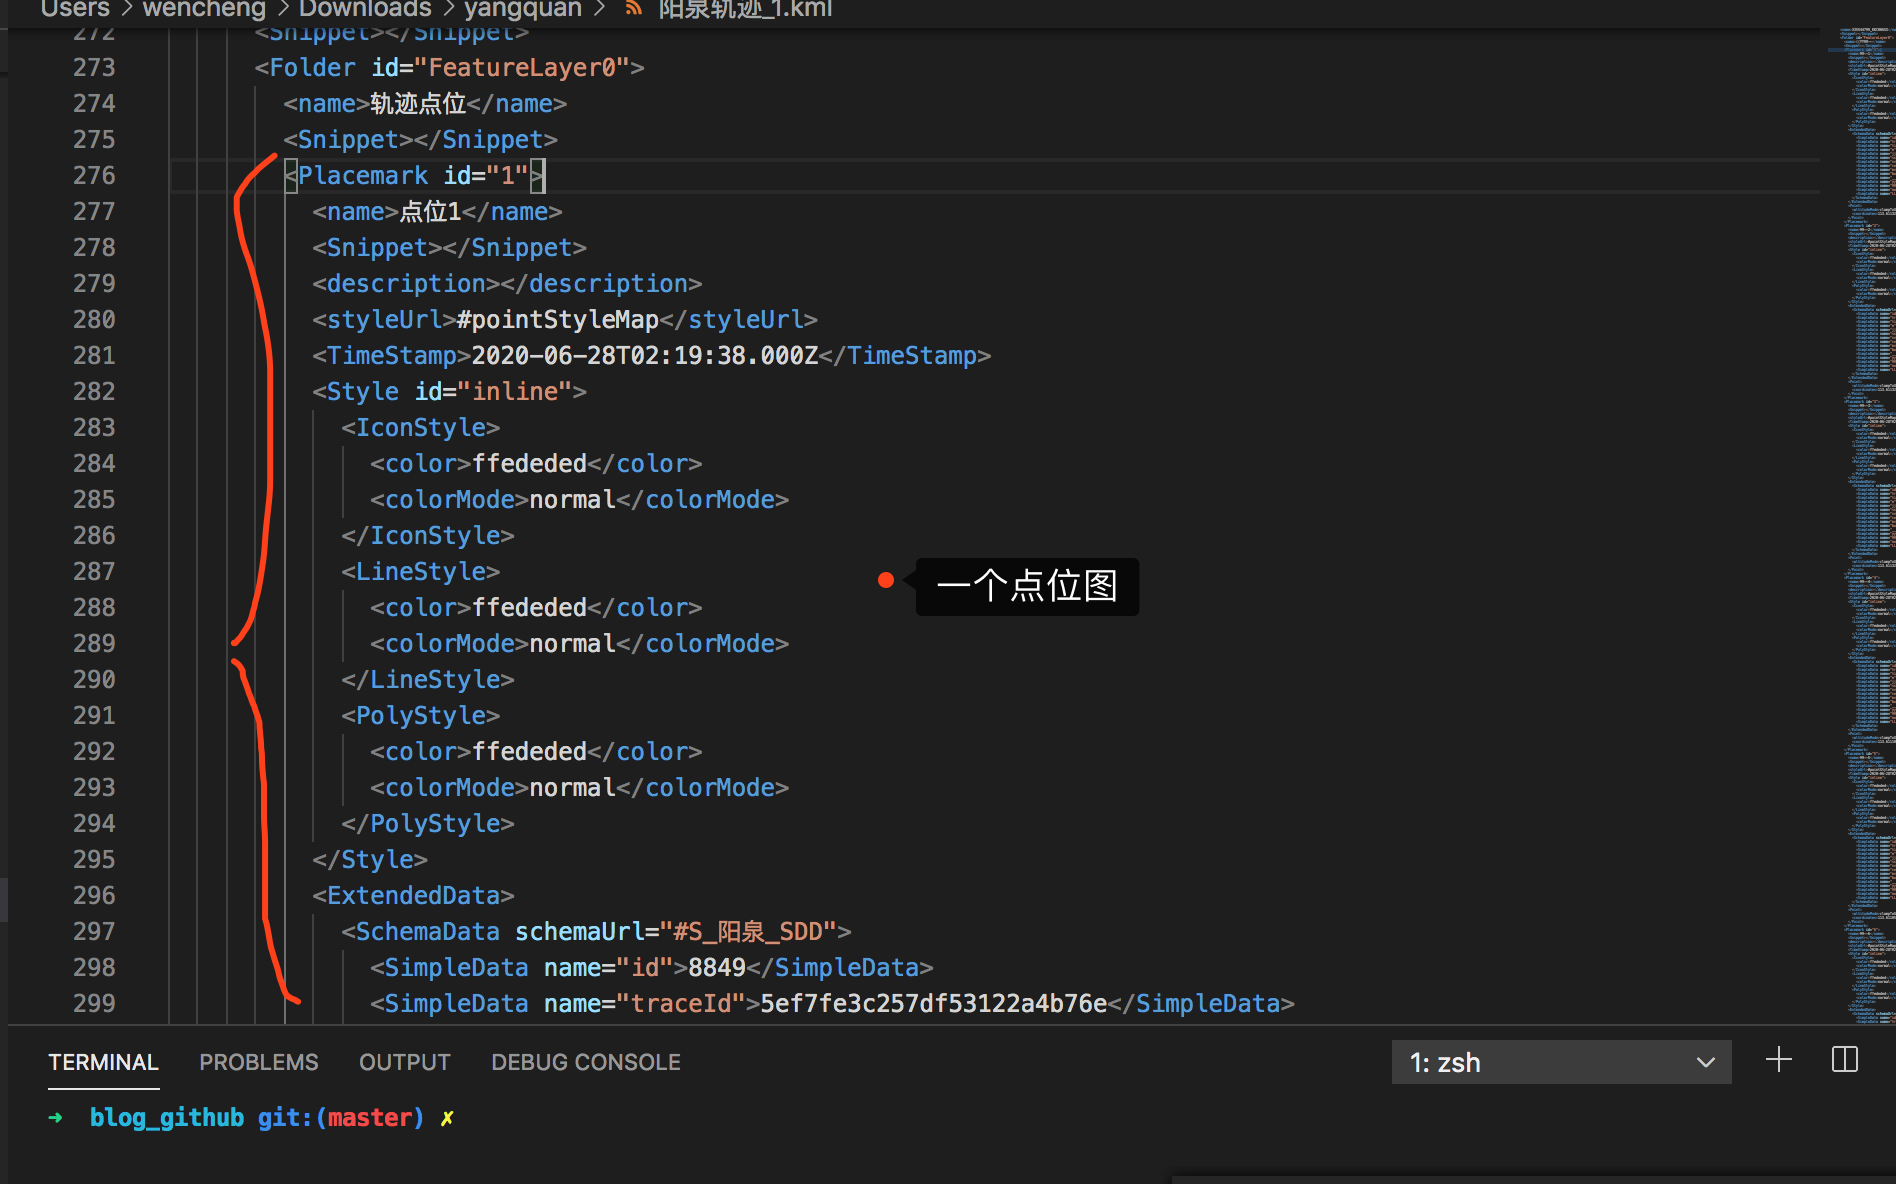 Users > wencheng > Downloads > yangquan > 阳泉轨迹_1.kml
272 <Snippet></Snippet>
273 <Folder id="FeatureLayer0">
274 <name>轨迹点位</name>
275 <Snippet></Snippet>
276 <Placemark id="1">
277 <name>点位1</name>
278 <Snippet></Snippet>
279 <description></description>
280 <styleUrl>#pointStyleMap</styleUrl>
281 <TimeStamp>2020-06-28T02:19:38.000Z</TimeStamp>
282 <Style id="inline">
283 <IconStyle>
284 <color>ffededed</color>
285 <colorMode>normal</colorMode>
286 </IconStyle>
287 <LineStyle>
一个点位图
288 <color>ffededed</color>
289 <colorMode>normal</colorMode>
290 </LineStyle>
291 <PolyStyle>
292 <color>ffededed</color>
293 <colorMode>normal</colorMode>
294 </PolyStyle>
295 </Style>
296 <ExtendedData>
297 <SchemaData schemaUrl="#S_阳泉_SDD">
298 <SimpleData name="id">8849</SimpleData>
299 <SimpleData name="traceId">5ef7fe3c257df53122a4b76e</SimpleData>
TERMINAL PROBLEMS OUTPUT DEBUG CONSOLE 1: zsh
➜ blog_github git:(master) ✗